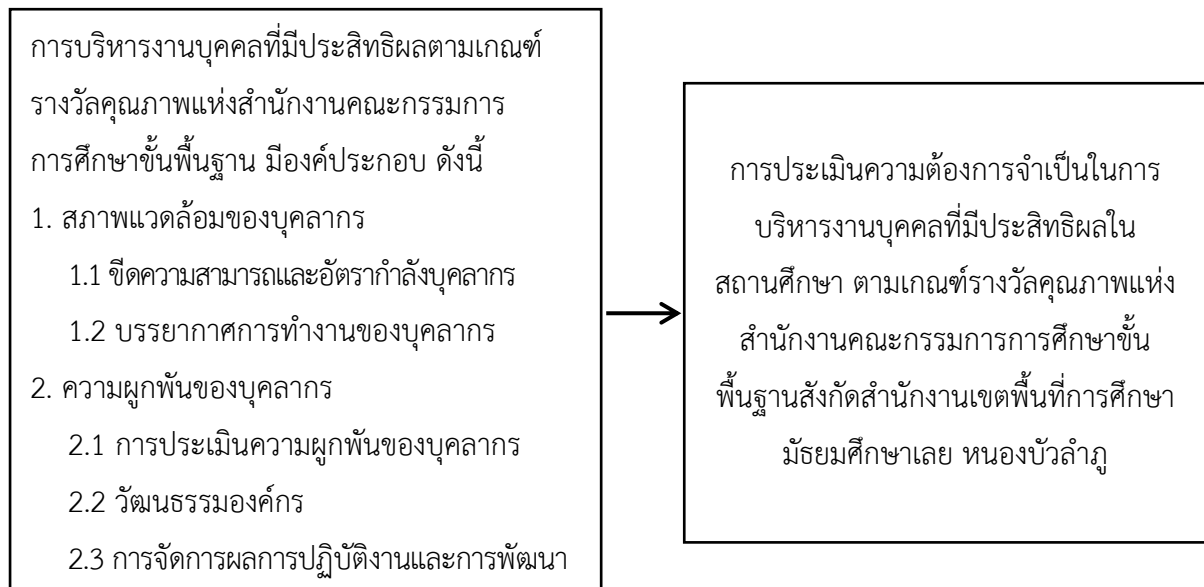 การบริหารงานบุคคลที่มีประสิทธิผลตามเกณฑ์
รางวัลคุณภาพแห่งสำนักงานคณะกรรมการ
การศึกษาขั้นพื้นฐาน มีองค์ประกอบ ดังนี้
1. สภาพแวดล้อมของบุคลากร
1.1 ขีดความสามารถและอัตรากำลังบุคลากร
1.2 บรรยากาศการทำงานของบุคลากร
2. ความผูกพันของบุคลากร
2.1 การประเมินความผูกพันของบุคลากร
2.2 วัฒนธรรมองค์กร
2.3 การจัดการผลการปฏิบัติงานและการพัฒนา
การประเมินความต้องการจำเป็นในการ
บริหารงานบุคคลที่มีประสิทธิผลใน
สถานศึกษา ตามเกณฑ์รางวัลคุณภาพแห่ง
สำนักงานคณะกรรมการการศึกษาขั้น
พื้นฐานสังกัดสำนักงานเขตพื้นที่การศึกษา
มัธยมศึกษาเลย หนองบัวลำภู